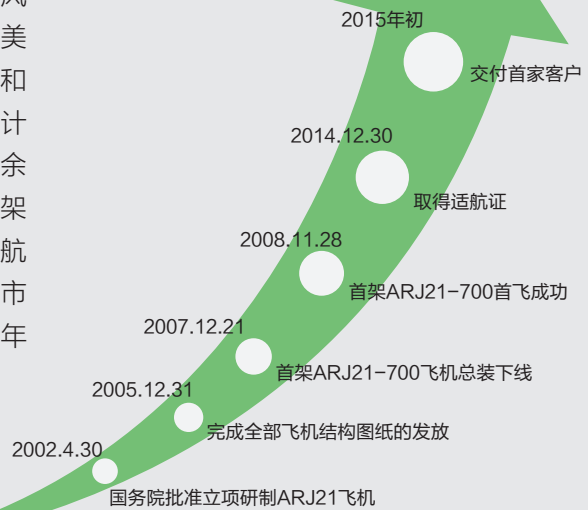 美
和
计
余
架
航
市
年
2015年初
交付首家客户
2014.12.30
取得适航证
2008.11.28
首架ARJ21-700首飞成功
2007.12.21
首架ARJ21-700飞机总装下线
2005.12.31
完成全部飞机结构图纸的发放
2002.4.30
国务院批准立项研制ARJ21飞机